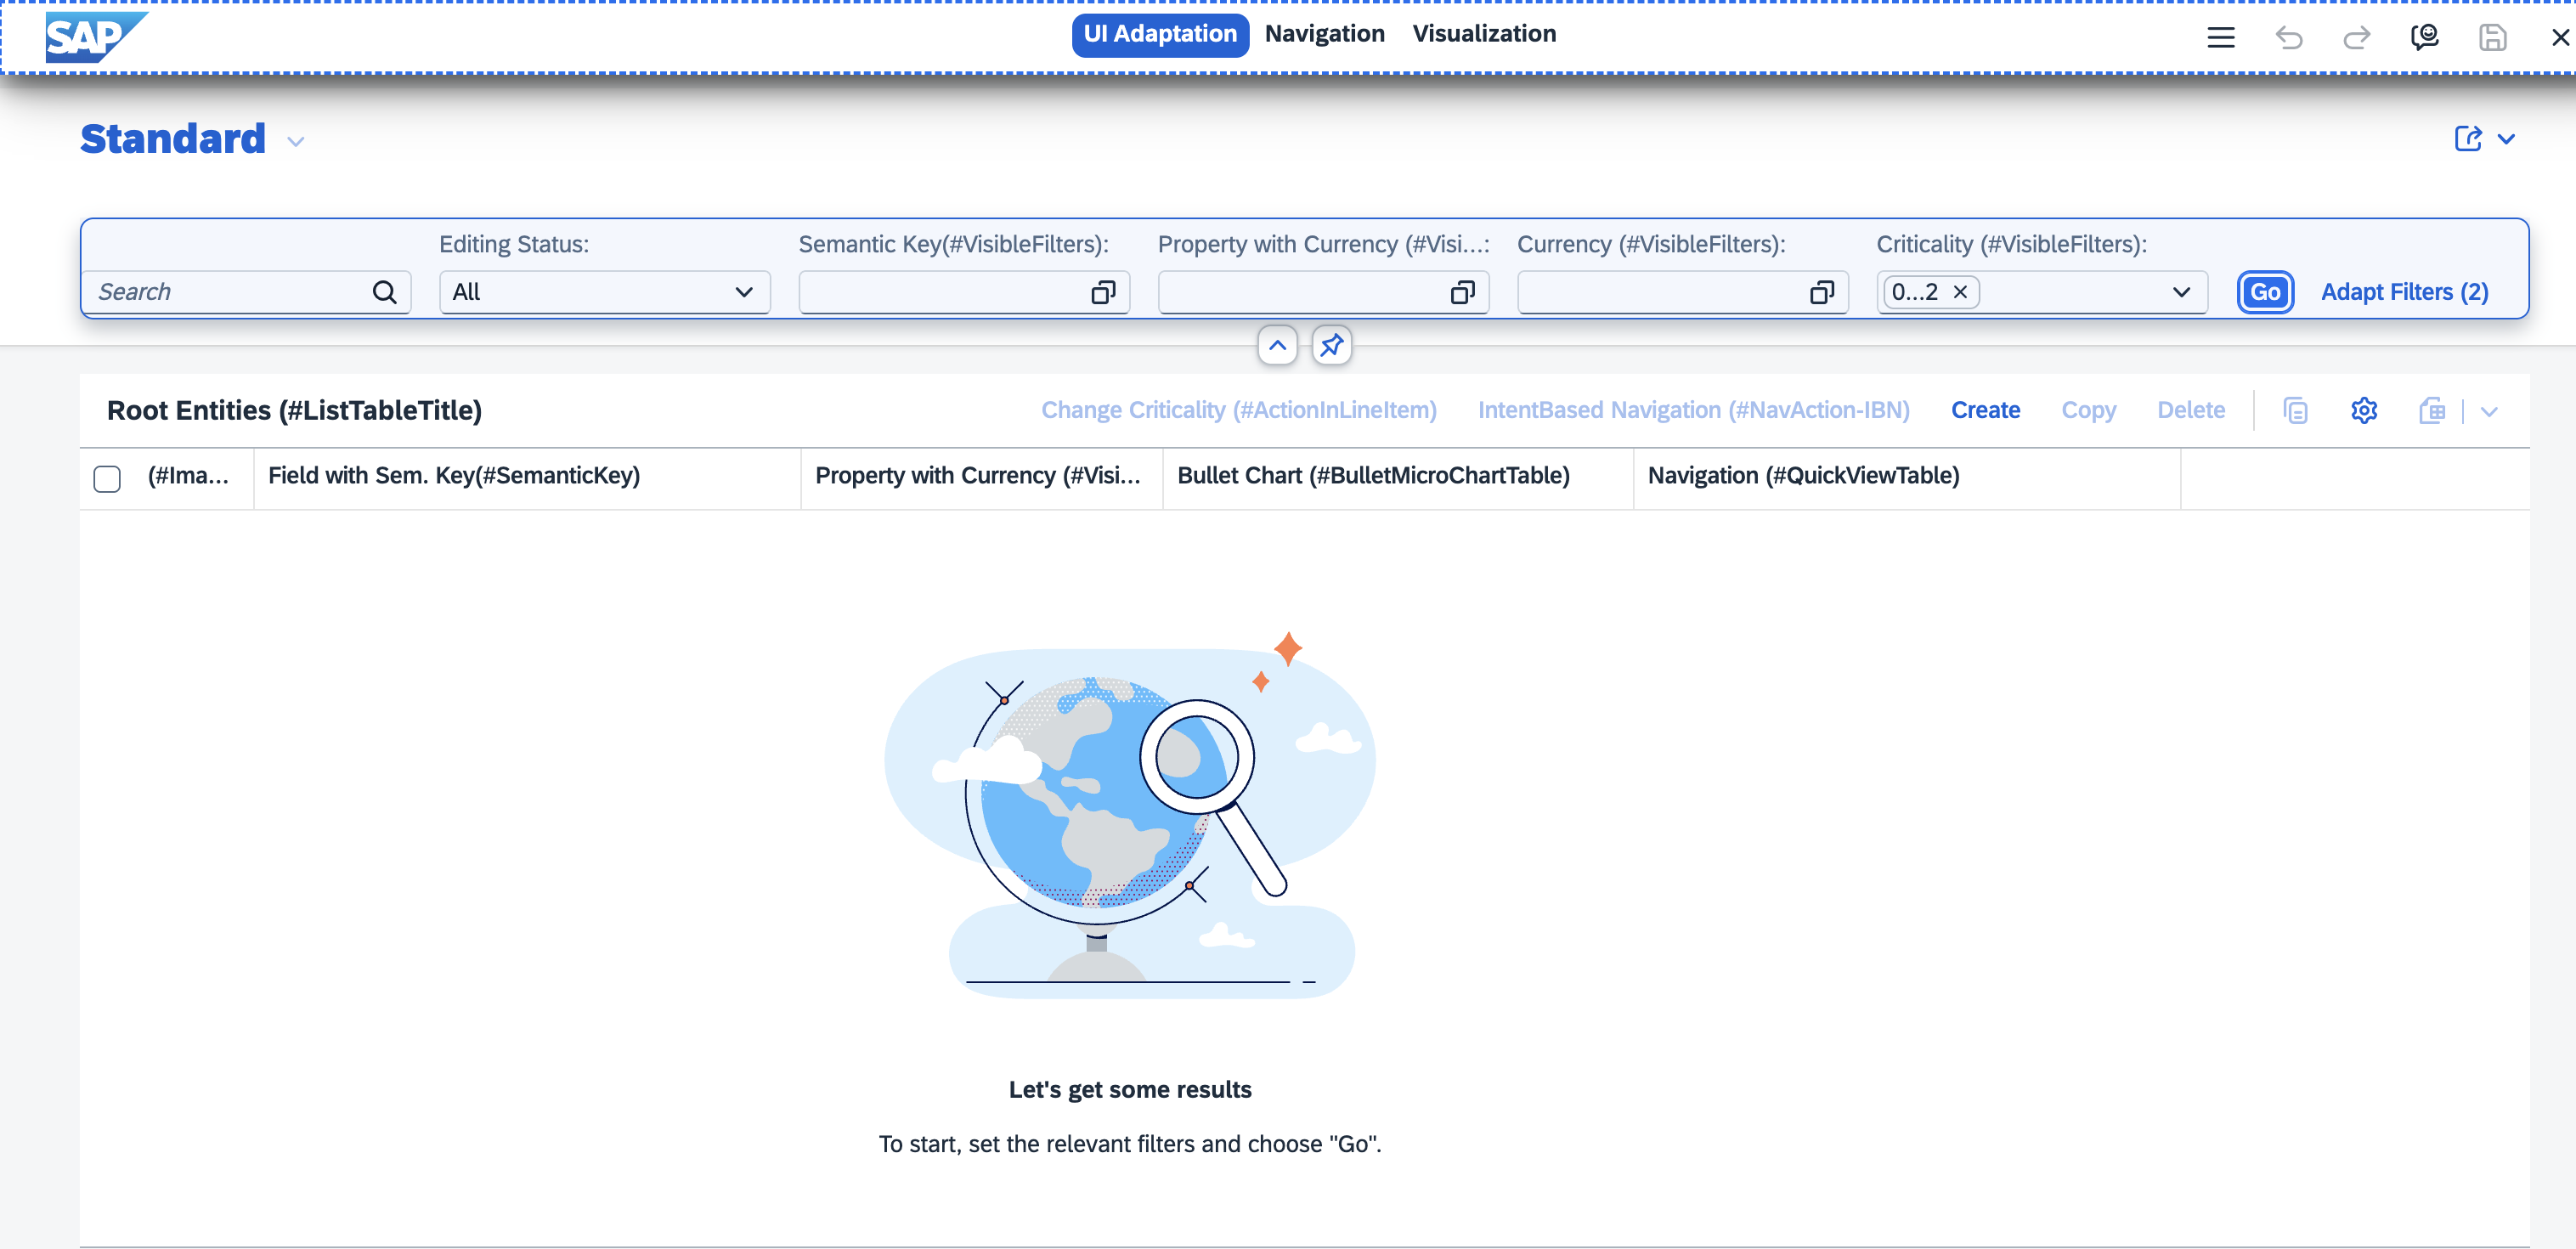 SAP
UI Adaptation Navigation Visualization
Standard
Editing Status: Semantic Key(#VisibleFilters): Property with Currency (#Visi...: Currency (#VisibleFilters): Criticality (#VisibleFilters):
Search All 0...2 Go Adapt Filters (2)
Root Entities (#ListTableTitle) Change Criticality (#ActionInLineItem) IntentBased Navigation (#NavAction-IBN) Create Copy Delete
(#Ima... Field with Sem. Key(#SemanticKey) Property with Currency (#Visi... Bullet Chart (#BulletMicroChartTable) Navigation (#QuickViewTable)
Let's get some results
To start, set the relevant filters and choose "Go".